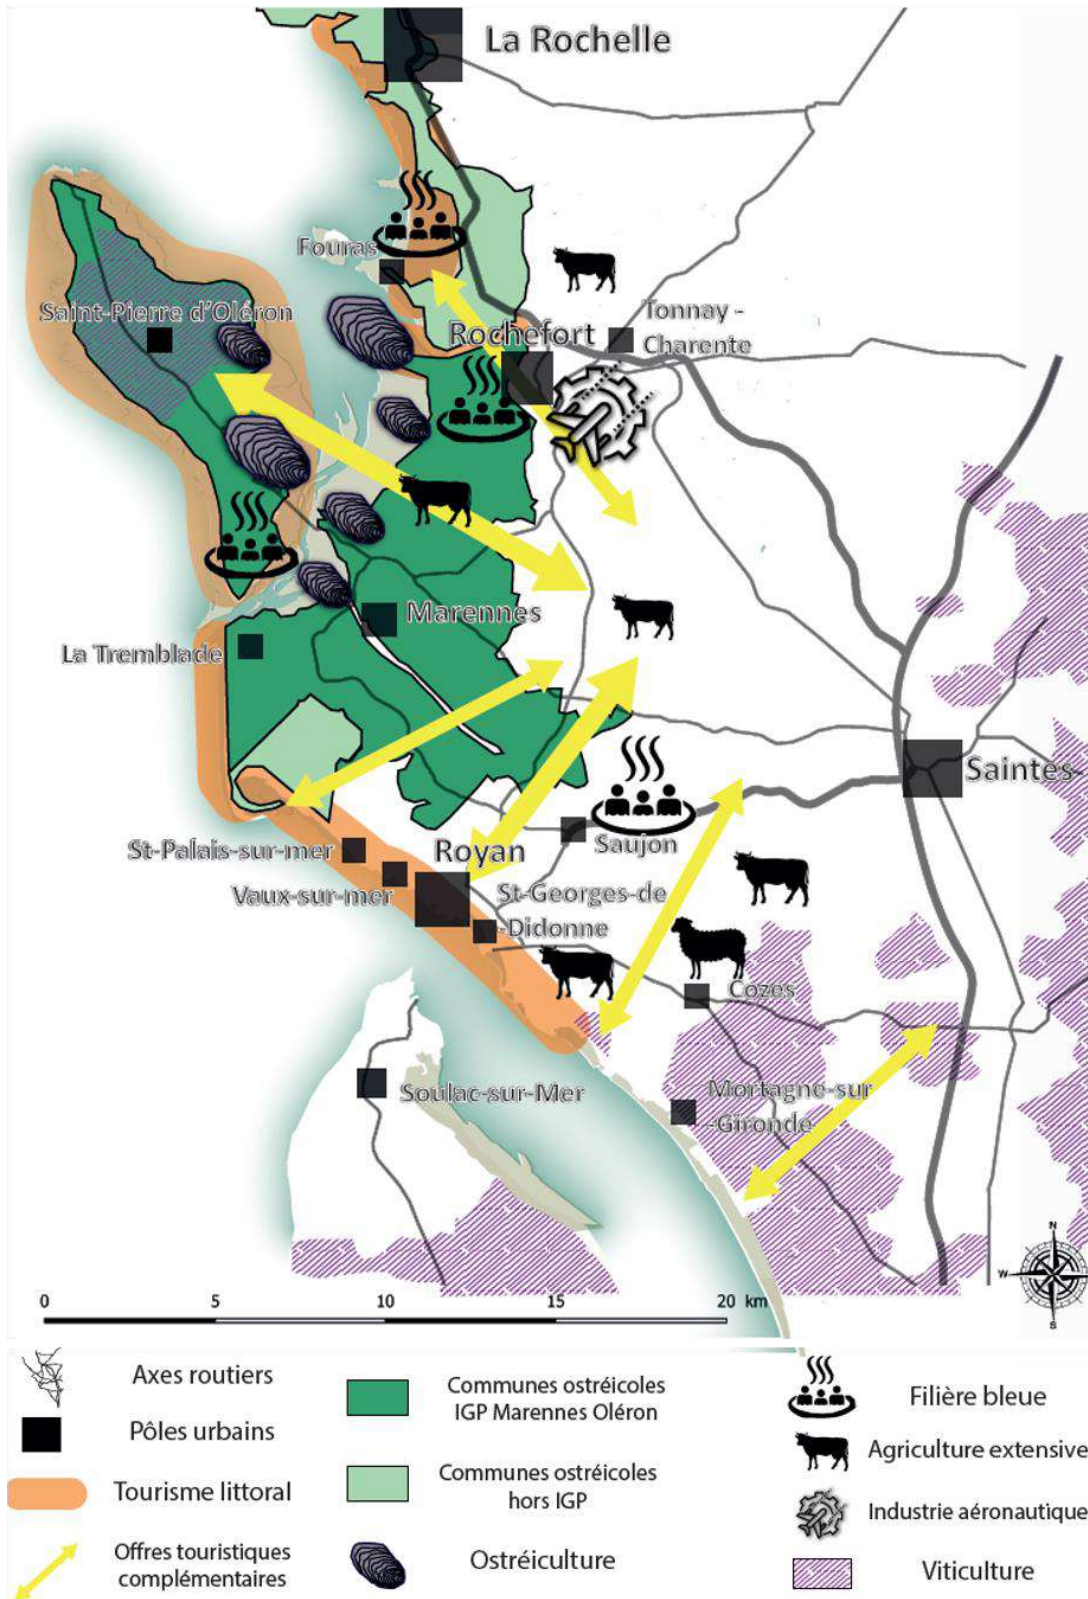 La Rochelle
Fouras
Saint-Pierre d'Oléron
Rochefort
Tonnay -
Charente
Marennes
La Tremblade
Saintes
St-Palais-sur-mer
Royan
Saujon
Vaux-sur-mer
St-Georges-de
-Didonne
Cozes
Soulac-sur-Mer
Mortagne-sur
-Gironde
N
W
S
0 5 10 15 20 km
Axes routiers
Pôles urbains
Tourisme littoral
Offres touristiques
complémentaires
Communes ostréicoles
IGP Marennes Oléron
Communes ostréicoles
hors IGP
Ostréiculture
Filière bleue
Agriculture extensive
Industrie aéronautique
Viticulture